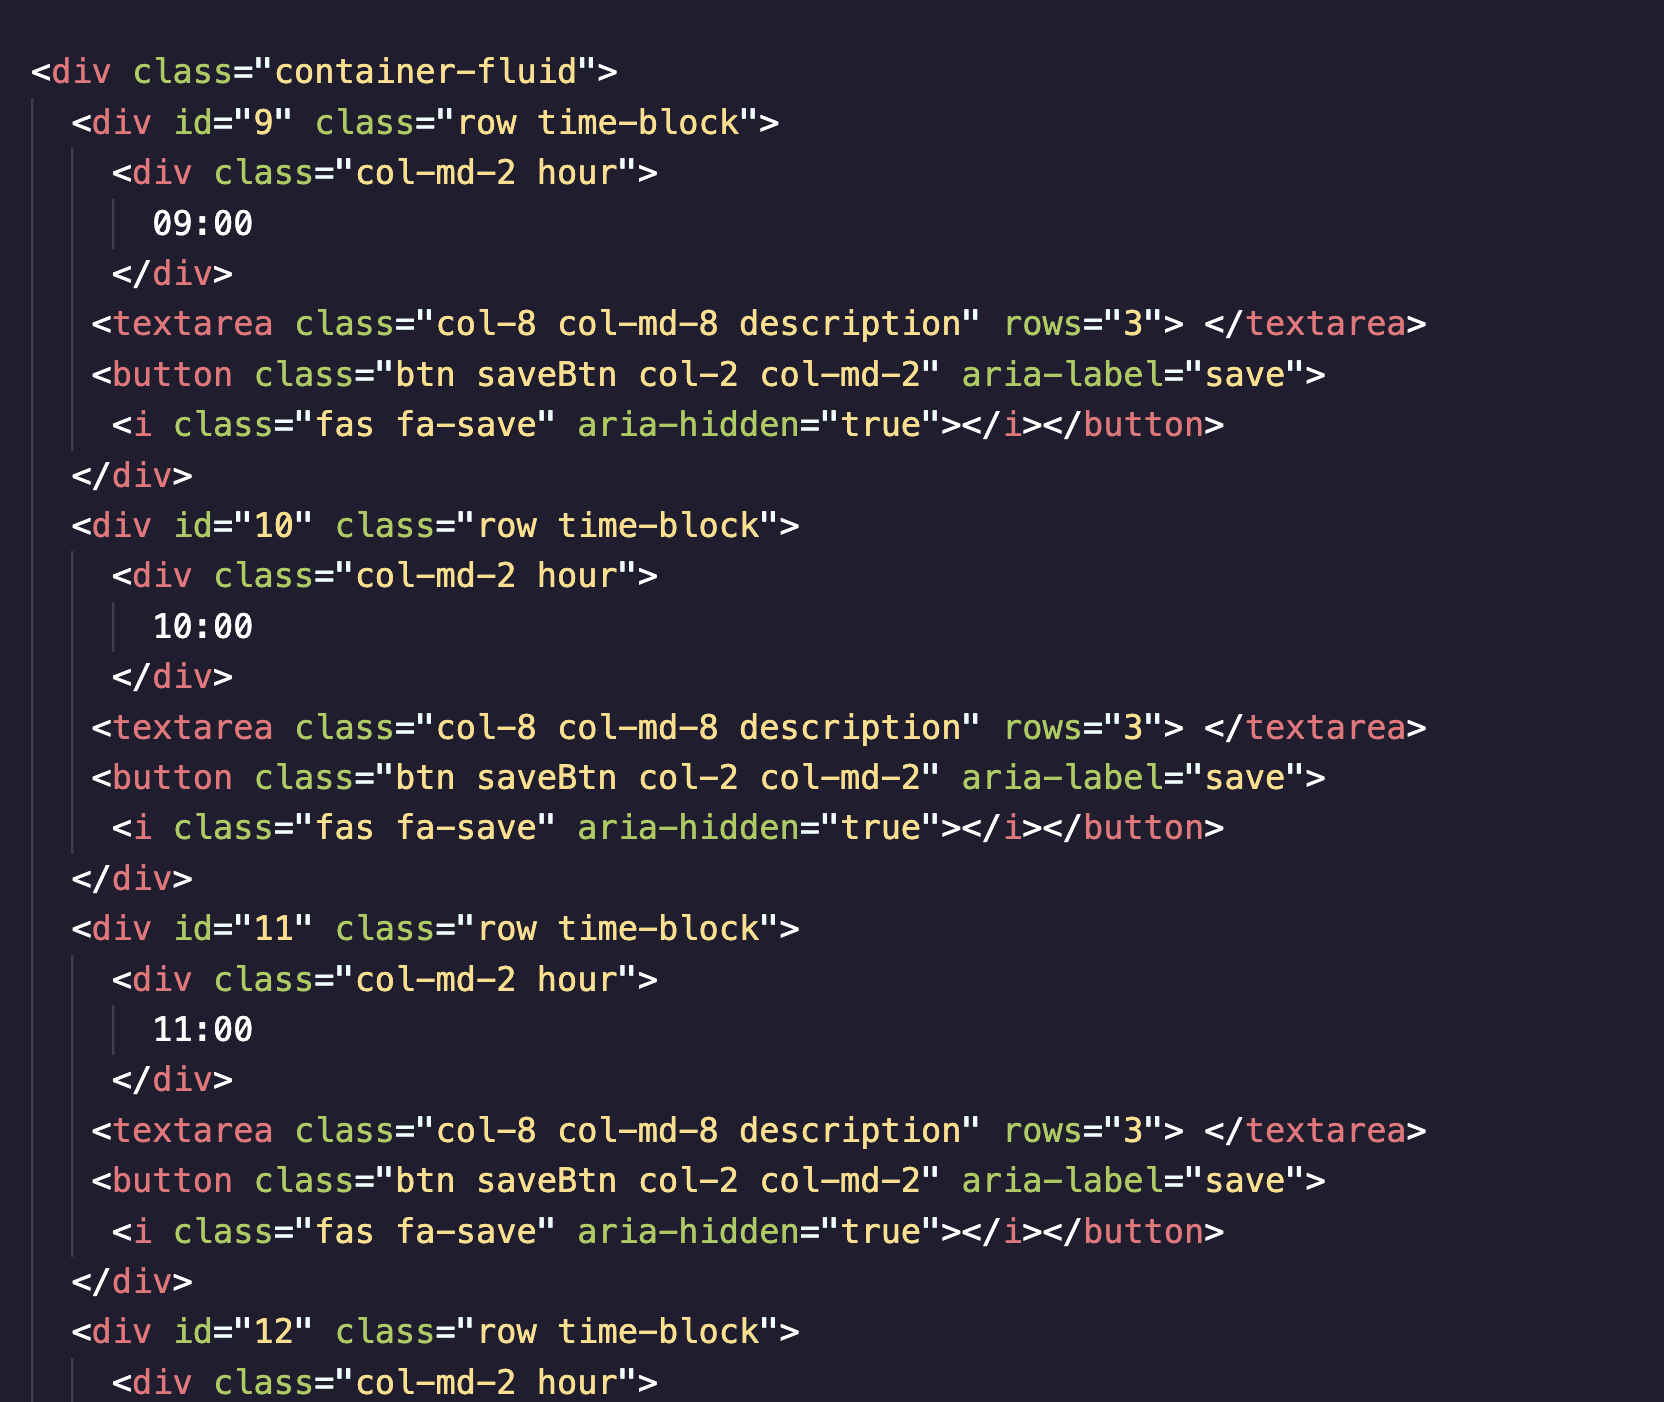 <div class="container-fluid">
<div id="9" class="row time-block">
<div class="col-md-2 hour">
09:00
</div>
<textarea class="col-8 col-md-8 description" rows="3"> </textarea>
<button class="btn saveBtn col-2 col-md-2" aria-label="save">
<i class="fas fa-save" aria-hidden="true"></i></button>
</div>
<div id="10" class="row time-block">
<div class="col-md-2 hour">
10:00
</div>
<textarea class="col-8 col-md-8 description" rows="3"> </textarea>
<button class="btn saveBtn col-2 col-md-2" aria-label="save">
<i class="fas fa-save" aria-hidden="true"></i></button>
</div>
<div id="11" class="row time-block">
<div class="col-md-2 hour">
11:00
</div>
<textarea class="col-8 col-md-8 description" rows="3"> </textarea>
<button class="btn saveBtn col-2 col-md-2" aria-label="save">
<i class="fas fa-save" aria-hidden="true"></i></button>
</div>
<div id="12" class="row time-block">
<div class="col-md-2 hour">